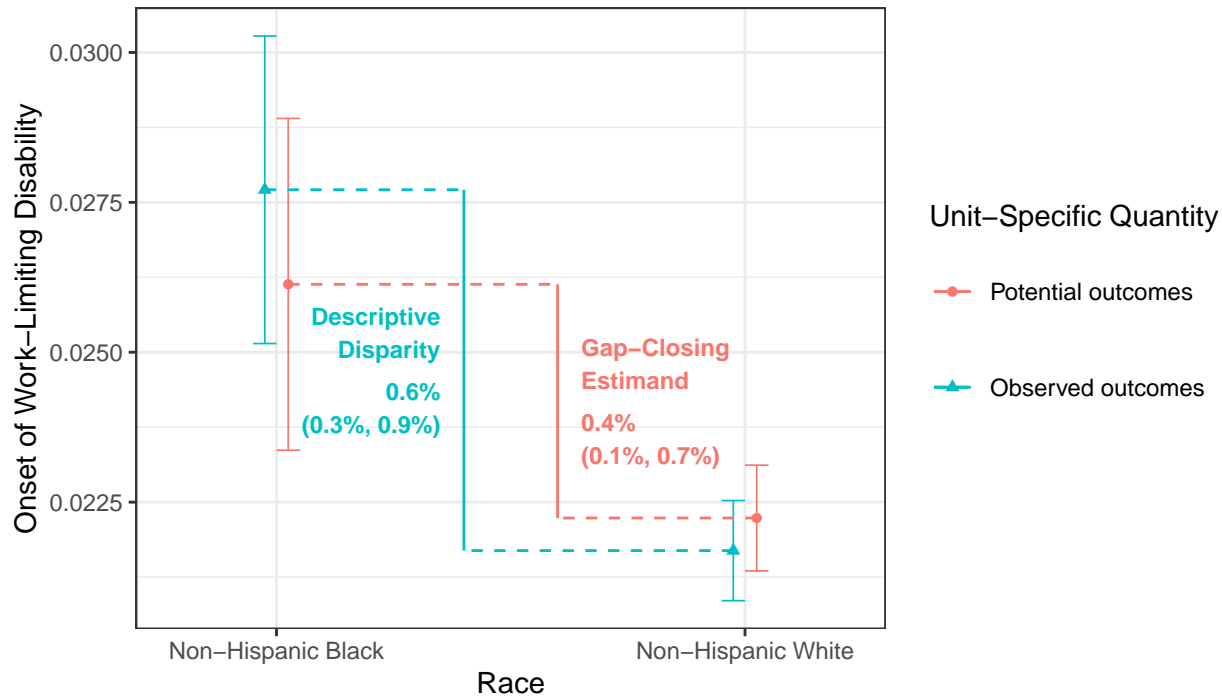 0.0300
0.0275
0.0250
0.0225
Onset of Work−Limiting Disability
Descriptive
Disparity
0.6%
(0.3%, 0.9%)
Gap−Closing
Estimand
0.4%
(0.1%, 0.7%)
Non−Hispanic Black
Non−Hispanic White
Race
Unit−Specific Quantity
Potential outcomes
Observed outcomes